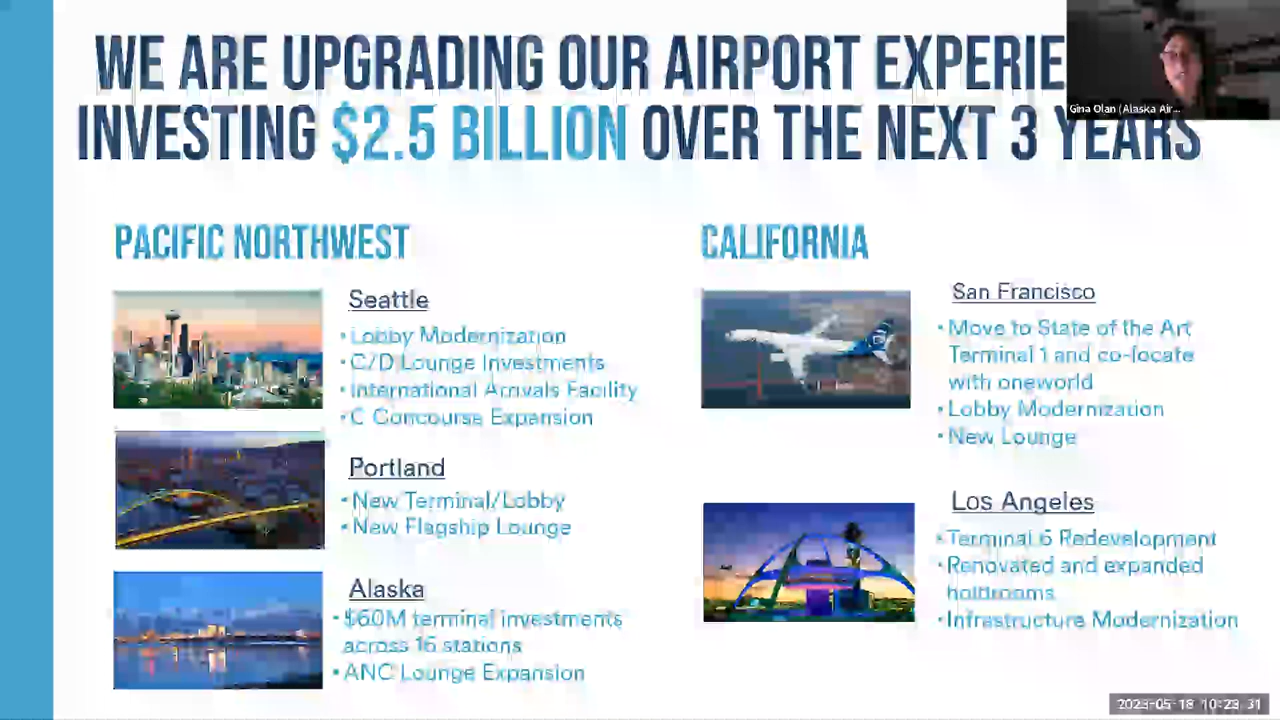 WE ARE UPGRADING OUR AIRPORT EXPERIE
INVESTING $2.5 BILLION OVER THE NEXT 3 YEARS
PACIFIC NORTHWEST
Seattle
• Lobby Modernization
• C/D Lounge Investments
• International Arrivals Facility
• C Concourse Expansion
Portland
• New Terminal/Lobby
• New Flagship Lounge
Alaska
• $60M terminal investments
across 16 stations
• ANC Lounge Expansion
CALIFORNIA
San Francisco
• Move to State of the Art
Terminal 1 and co-locate
with oneworld
• Lobby Modernization
• New Lounge
Los Angeles
• Terminal 6 Redevelopment
• Renovated and expanded
holdrooms
• Infrastructure Modernization
Gina Olan (Alaska Air...
2023-05-18 10:23:31